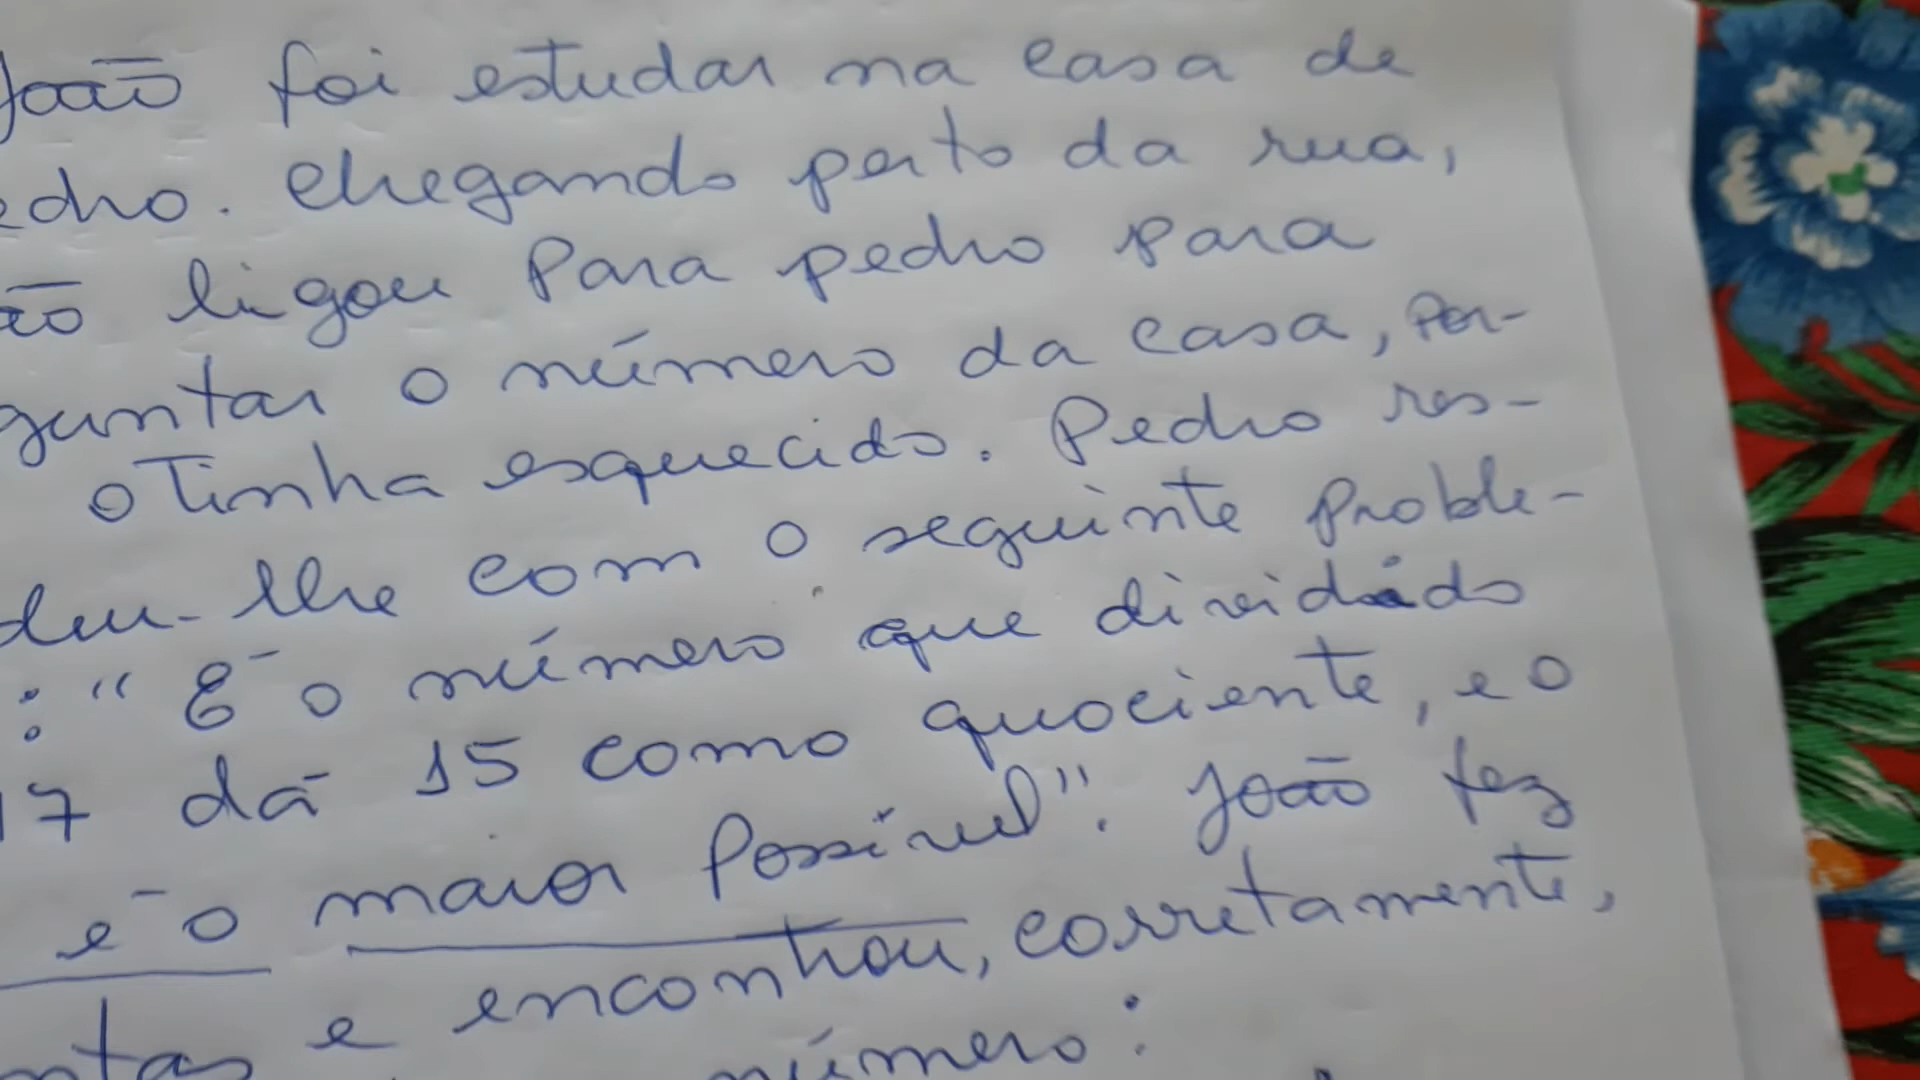 João foi estudar na casa de
edro. Chegando perto da rua,
ão ligou Para pedro para
guntar o número da casa, Por-
o Tinha esquecido. Pedro res-
deu-lhe com o seguinte proble-
: "É o número que dividido
17 dá 15 como quociente, e o
é o maior Possível". João fez
ntas e encontrou, corretamente,
número: